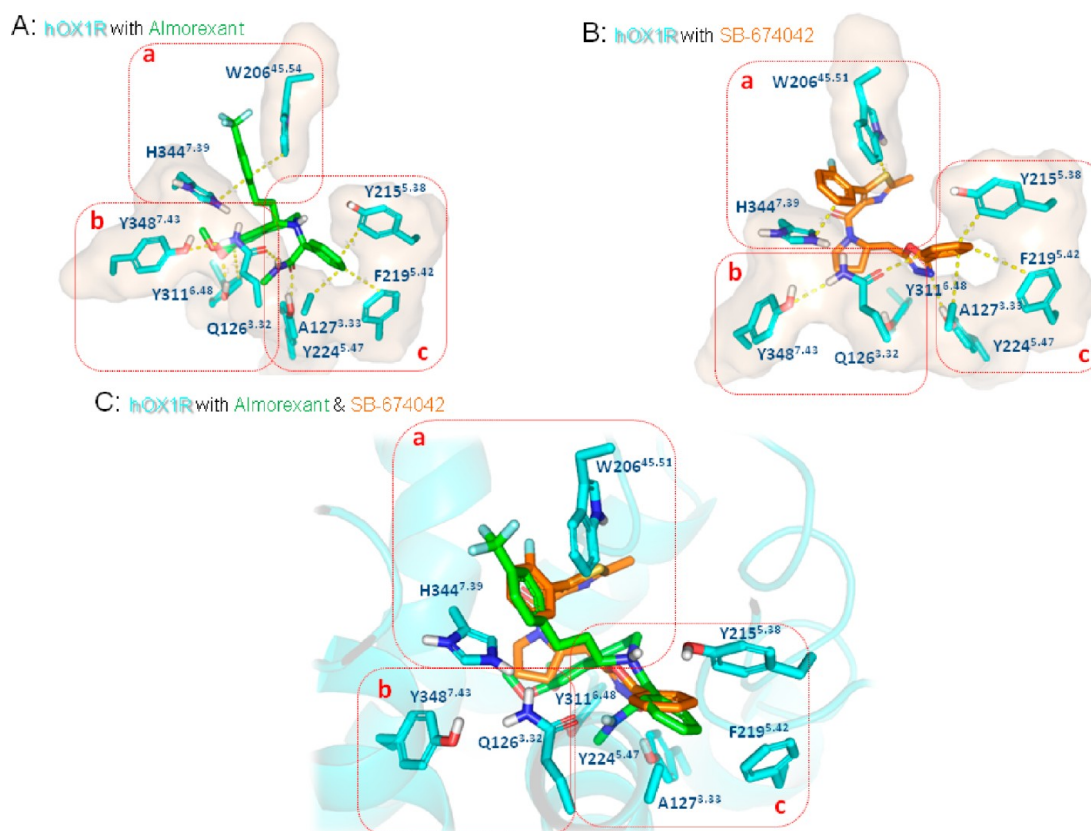 A: hOX1R with Almorexant
a
W206^45.54
H344^7.39
b
Y348^7.43
Y215^5.38
Y311^6.48
F219^5.42
Q126^3.32
A127^3.33
Y224^5.47
c
B: hOX1R with SB-674042
a
W206^45.51
H344^7.39
Y215^5.38
b
F219^5.42
Y311^6.48
A127^3.33
Y348^7.43
Q126^3.32
Y224^5.47
c
C: hOX1R with Almorexant & SB-674042
a
W206^45.51
H344^7.39
Y215^5.38
b
Y348^7.43
Y311^6.48
Q126^3.32
F219^5.42
Y224^5.47
A127^3.33
c